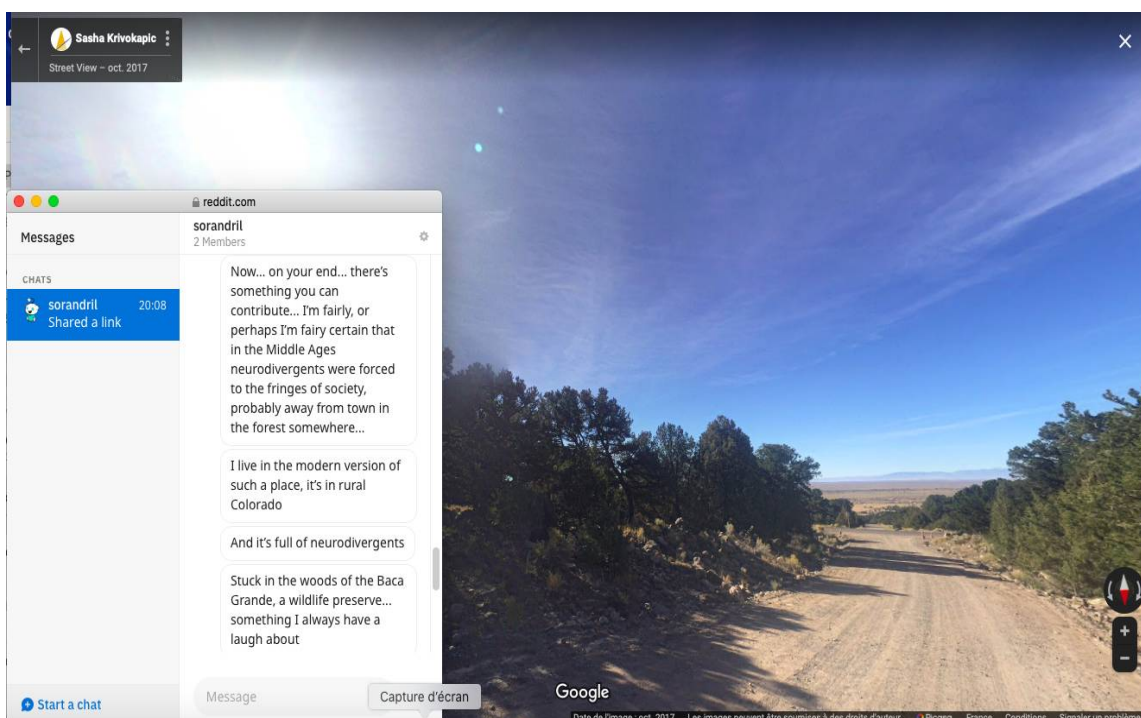 Sasha Krivokapic
Street View – oct. 2017
reddit.com
Messages
sorandril
2 Members
CHATS
sorandril 20:08
Shared a link
Now... on your end... there's
something you can
contribute... I'm fairly, or
perhaps I'm fairy certain that
in the Middle Ages
neurodivergents were forced
to the fringes of society,
probably away from town in
the forest somewhere...
I live in the modern version of
such a place, it's in rural
Colorado
And it's full of neurodivergents
Stuck in the woods of the Baca
Grande, a wildlife preserve...
something I always have a
laugh about
Start a chat
Message
Capture d'écran
Google
Date de l'image : oct. 2017 Les images peuvent être soumises à des droits d'auteur. France Conditions Signaler un problème